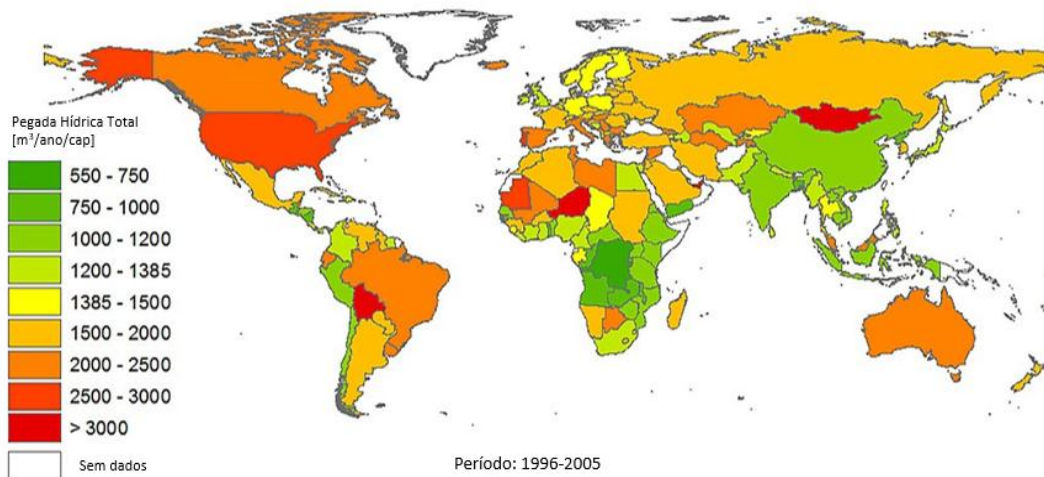 Pegada Hídrica Total
[m³/ano/cap]
550 - 750
750 - 1000
1000 - 1200
1200 - 1385
1385 - 1500
1500 - 2000
2000 - 2500
2500 - 3000
> 3000
Sem dados
Período: 1996-2005